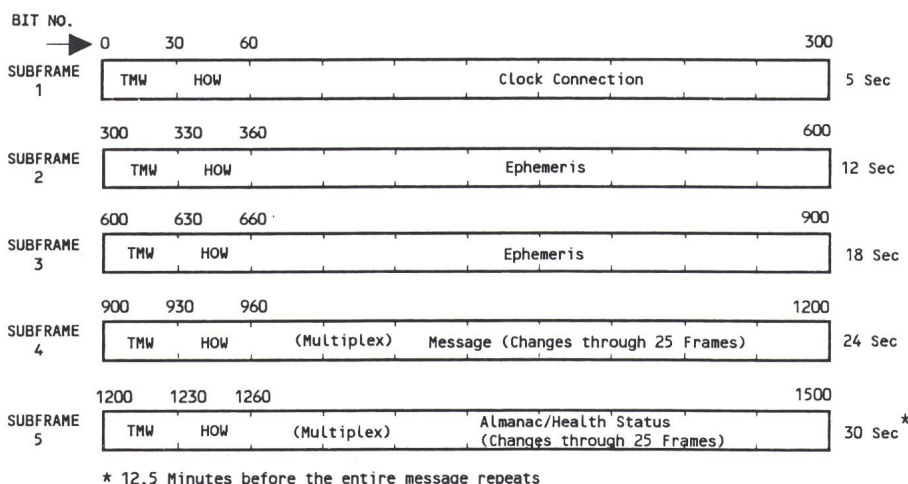 BIT NO.
0 30 60 300
SUBFRAME 1 TMW HOW Clock Connection 5 Sec
300 330 360 600
SUBFRAME 2 TMW HOW Ephemeris 12 Sec
600 630 660 900
SUBFRAME 3 TMW HOW Ephemeris 18 Sec
900 930 960 1200
SUBFRAME 4 TMW HOW (Multiplex) Message (Changes through 25 Frames) 24 Sec
1200 1230 1260 1500
SUBFRAME 5 TMW HOW (Multiplex) Almanac/Health Status (Changes through 25 Frames) 30 Sec*
* 12.5 Minutes before the entire message repeats